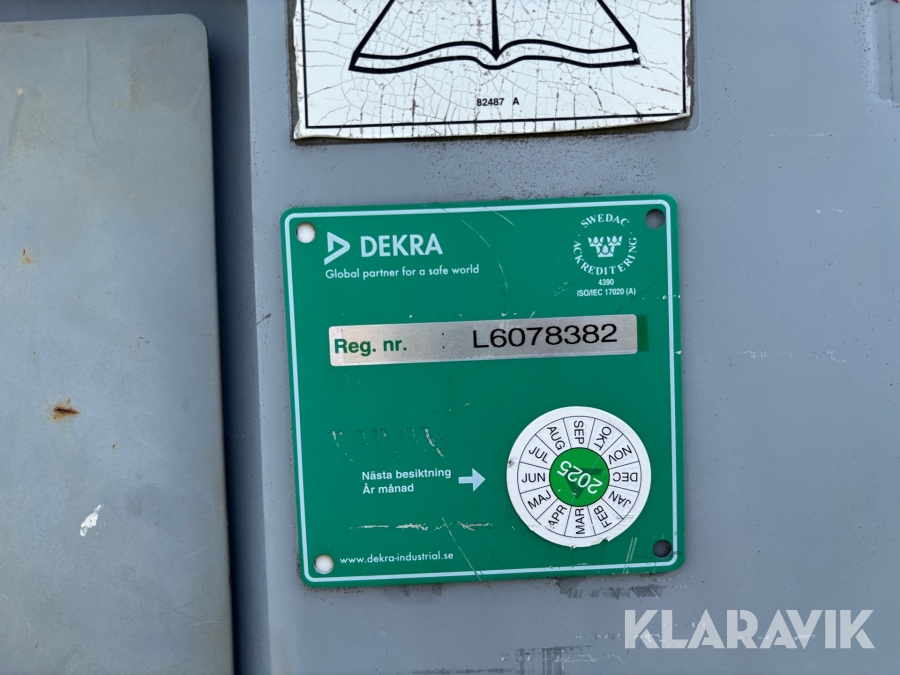 82487 A
DEKRA
Global partner for a safe world
SWEDAC
ACKREDITERING
4390
ISO/IEC 17020 (A)
Reg. nr. : L6078382
Nästa besiktning
År månad
JAN
FEB
MAR
APR
MAJ
JUN
JUL
AUG
SEP
OKT
NOV
DEC
2025
www.dekra-industrial.se
KLARAVIK